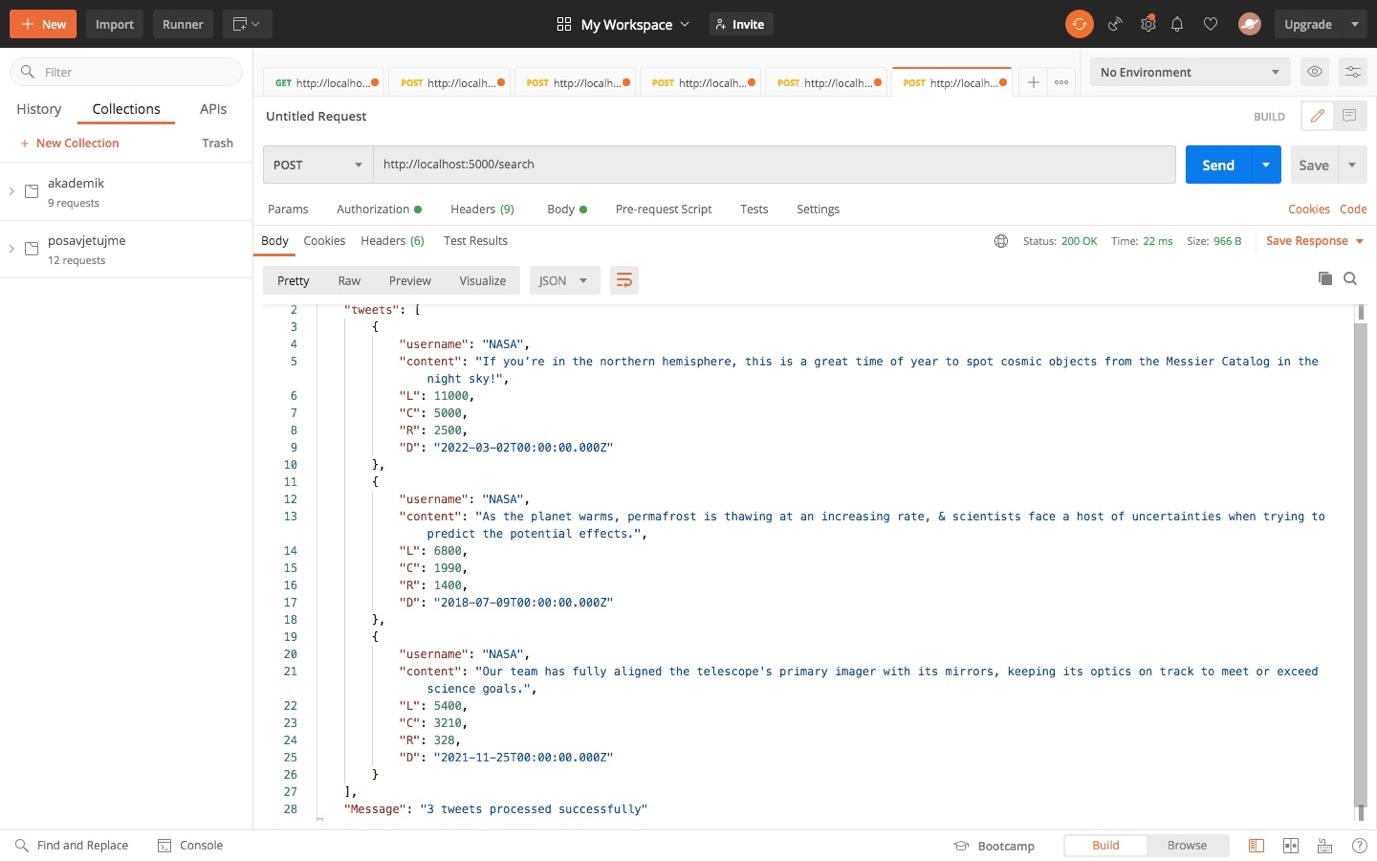 + New
Import
Runner
My Workspace
Invite
Upgrade
Filter
History
Collections
APIs
+ New Collection
Trash
akademik
9 requests
posavjetujme
12 requests
GET http://localho...
POST http://localh...
POST http://localh...
POST http://localh...
POST http://localh...
POST http://localh...
No Environment
Untitled Request
BUILD
POST
http://localhost:5000/search
Send
Save
Params
Authorization
Headers (9)
Body
Pre-request Script
Tests
Settings
Cookies
Code
Body
Cookies
Headers (6)
Test Results
Status: 200 OK
Time: 22 ms
Size: 966 B
Save Response
Pretty
Raw
Preview
Visualize
JSON
2 "tweets": [
3 {
4 "username": "NASA",
5 "content": "If you’re in the northern hemisphere, this is a great time of year to spot cosmic objects from the Messier Catalog in the
night sky!",
6 "L": 11000,
7 "C": 5000,
8 "R": 2500,
9 "D": "2022-03-02T00:00:00.000Z"
10 },
11 {
12 "username": "NASA",
13 "content": "As the planet warms, permafrost is thawing at an increasing rate, & scientists face a host of uncertainties when trying to
predict the potential effects.",
14 "L": 6800,
15 "C": 1990,
16 "R": 1400,
17 "D": "2018-07-09T00:00:00.000Z"
18 },
19 {
20 "username": "NASA",
21 "content": "Our team has fully aligned the telescope's primary imager with its mirrors, keeping its optics on track to meet or exceed
science goals.",
22 "L": 5400,
23 "C": 3210,
24 "R": 328,
25 "D": "2021-11-25T00:00:00.000Z"
26 }
27 ],
28 "Message": "3 tweets processed successfully"
Find and Replace
Console
Bootcamp
Build
Browse